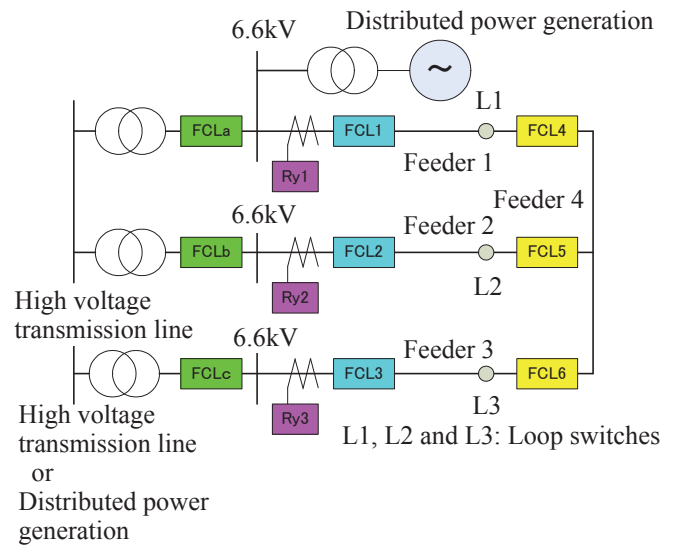 Distributed power generation
6.6kV
~
L1
FCLa
FCL1
FCL4
Feeder 1
Ry1
Feeder 4
6.6kV
Feeder 2
FCLb
FCL2
FCL5
L2
Ry2
High voltage
transmission line
6.6kV
Feeder 3
FCLc
FCL3
FCL6
L3
Ry3
L1, L2 and L3: Loop switches
High voltage
transmission line
or
Distributed power
generation